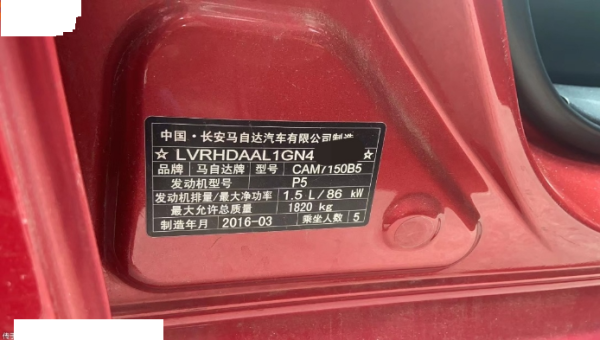 中国·长安马自达汽车有限公司制造
☆ LVRHDAAL1GN4 ☆
品牌 马自达牌 型号 CAM7150B5
发动机型号 P5
发动机排量/最大净功率 1.5 L/86 kW
最大允许总质量 1820 kg
制造年月 2016-03 乘坐人数 5